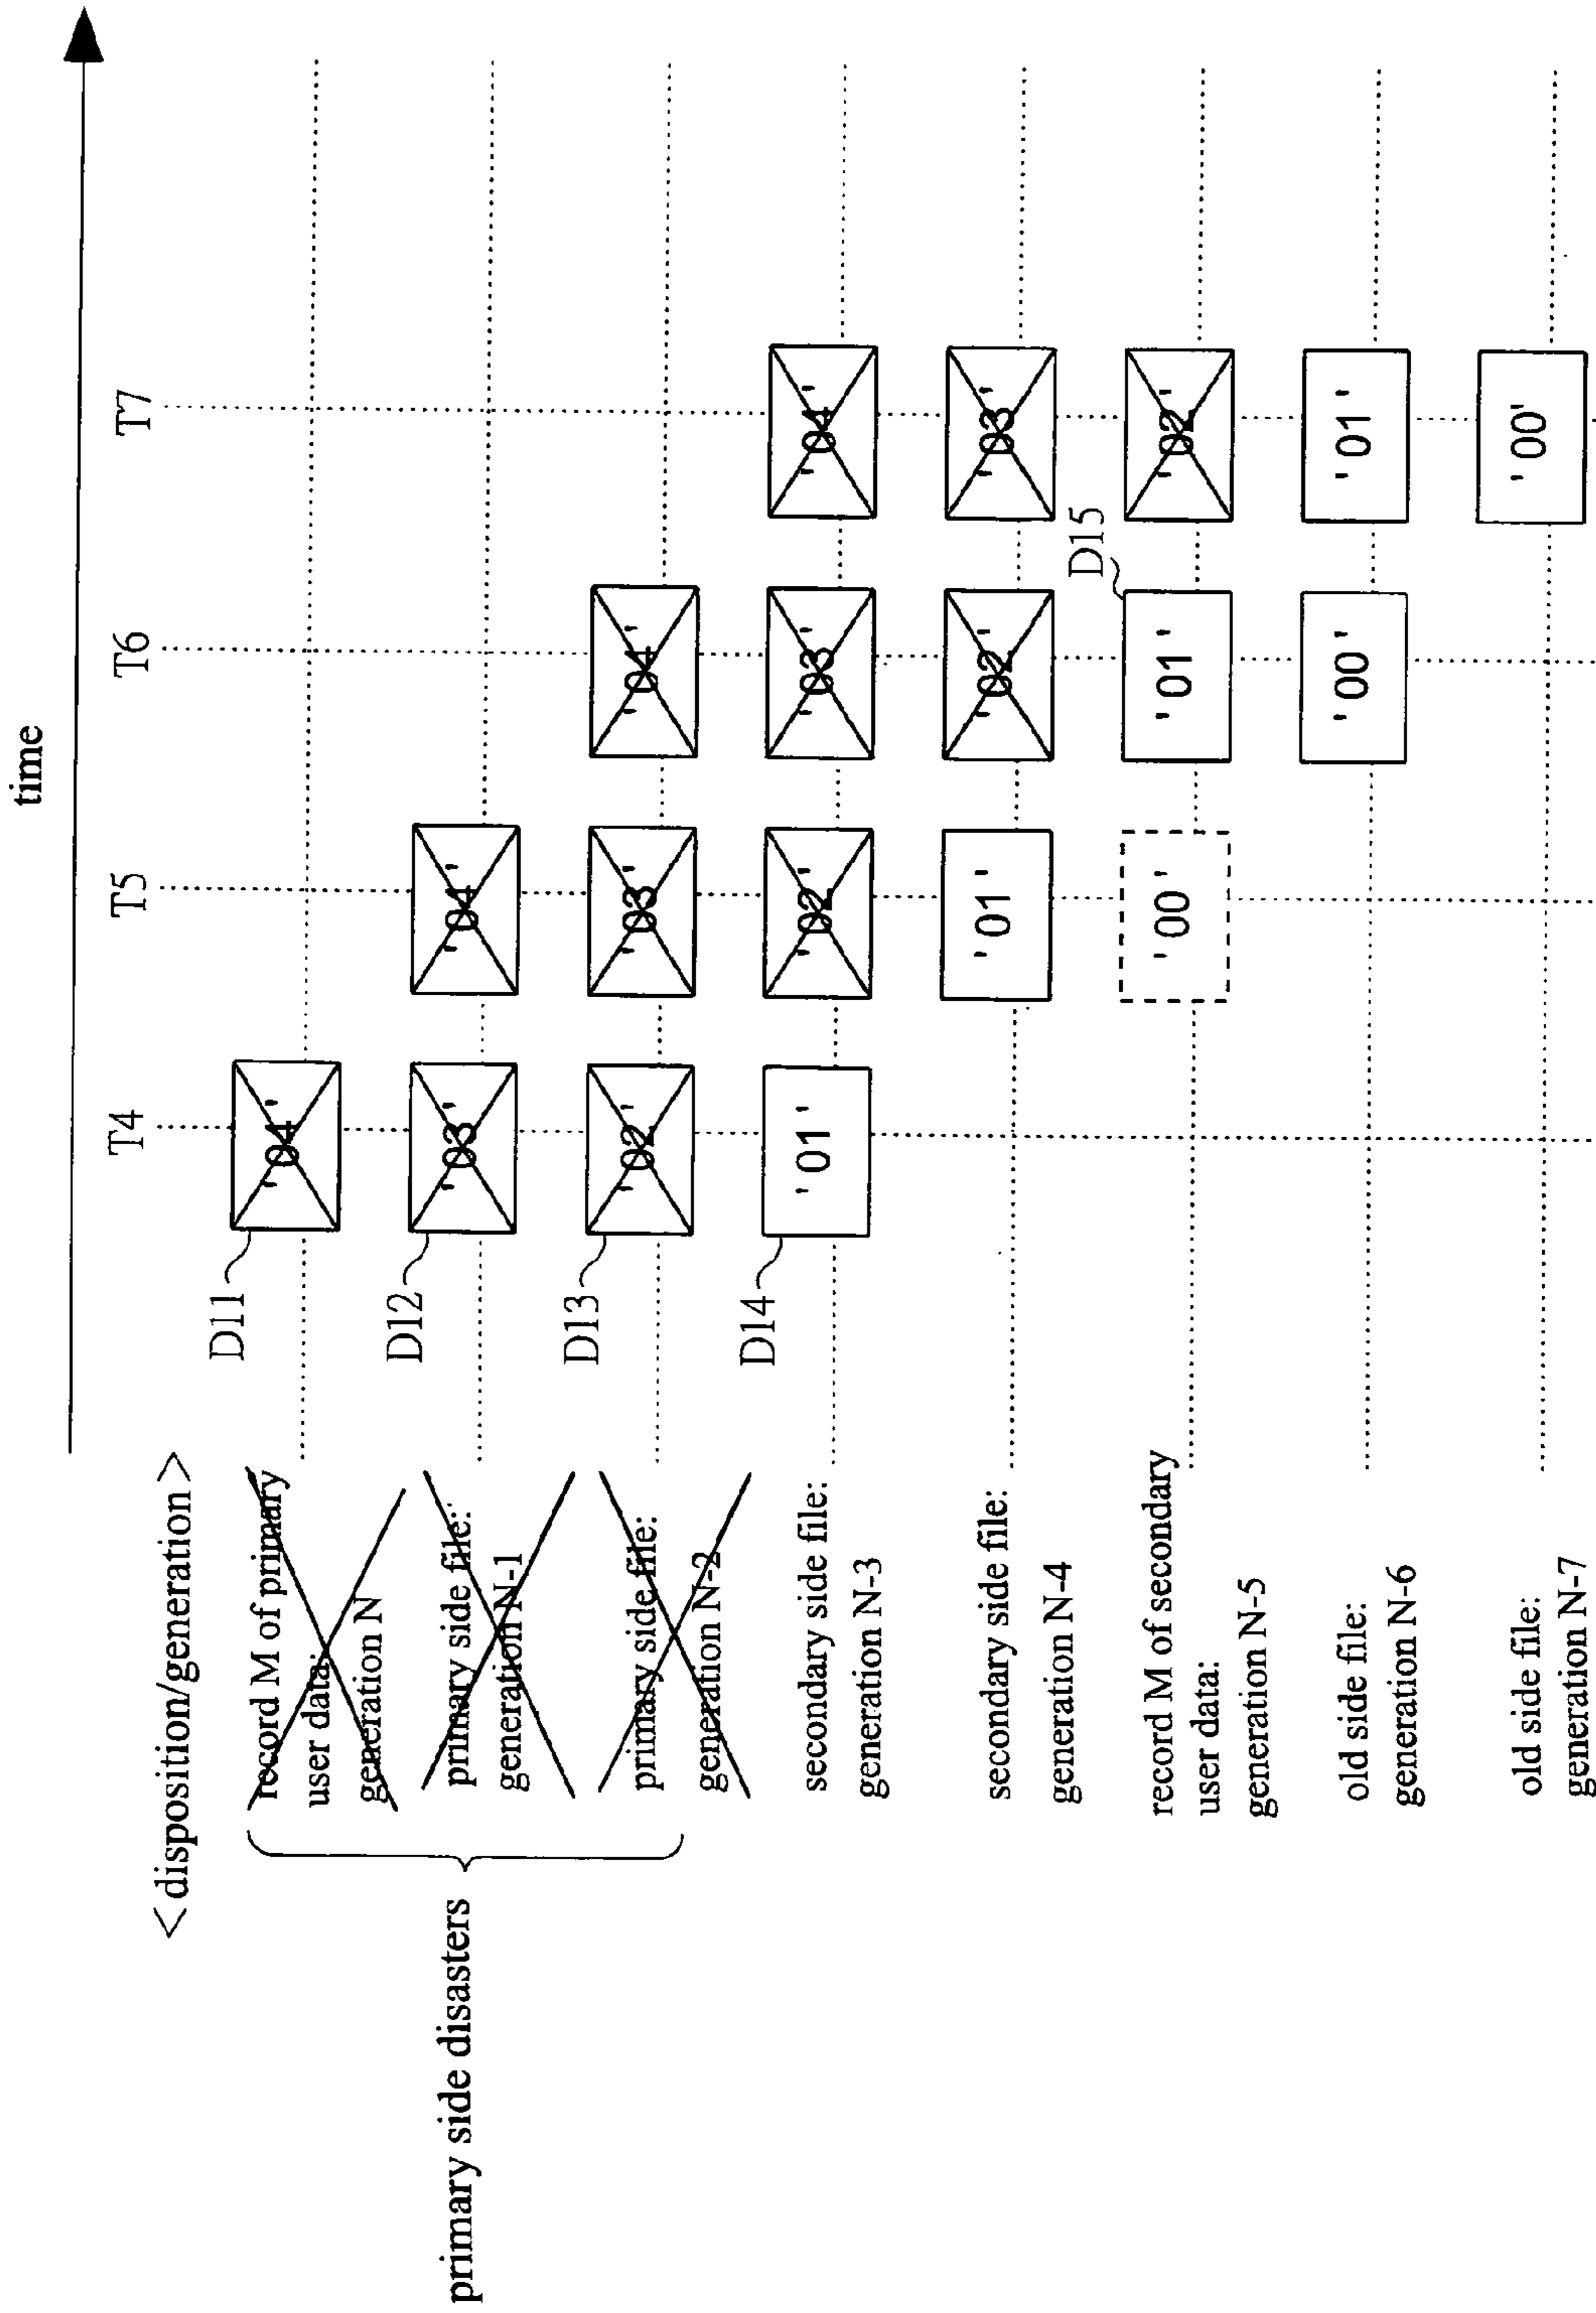 time
T4
T5
T6
T7
<disposition/generation>
primary side disasters
record M of primary
user data:
generation N
D11
'04'
primary side file:
generation N-1
D12
'03'
'04'
primary side file:
generation N-2
D13
'02'
'03'
'04'
secondary side file:
generation N-3
D14
'01'
'02'
'03'
'04'
secondary side file:
generation N-4
'01'
'02'
'03'
record M of secondary
user data:
generation N-5
'00'
D15
'01'
'02'
old side file:
generation N-6
'00'
'01'
old side file:
generation N-7
'00'